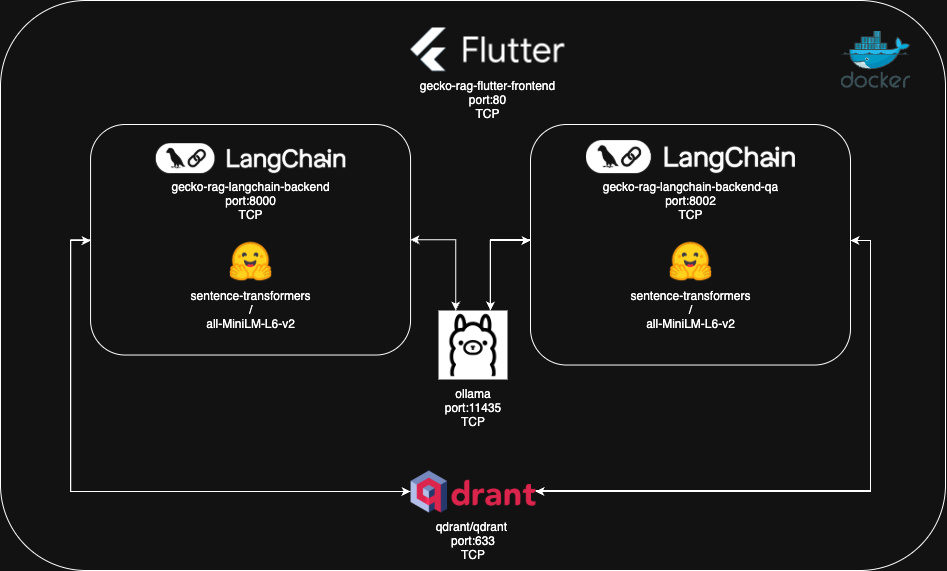 Flutter
docker
gecko-rag-flutter-frontend
port:80
TCP
LangChain
gecko-rag-langchain-backend
port:8000
TCP
sentence-transformers
/
all-MiniLM-L6-v2
LangChain
gecko-rag-langchain-backend-qa
port:8002
TCP
sentence-transformers
/
all-MiniLM-L6-v2
ollama
port:11435
TCP
qdrant
qdrant/qdrant
port:633
TCP